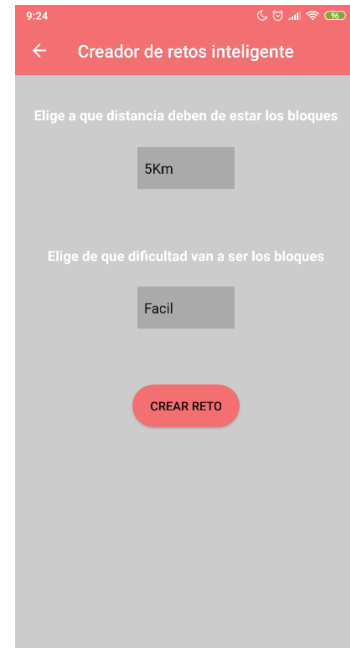 9:24
96
Creador de retos inteligente
Elige a que distancia deben de estar los bloques
5Km
Elige de que dificultad van a ser los bloques
Facil
CREAR RETO